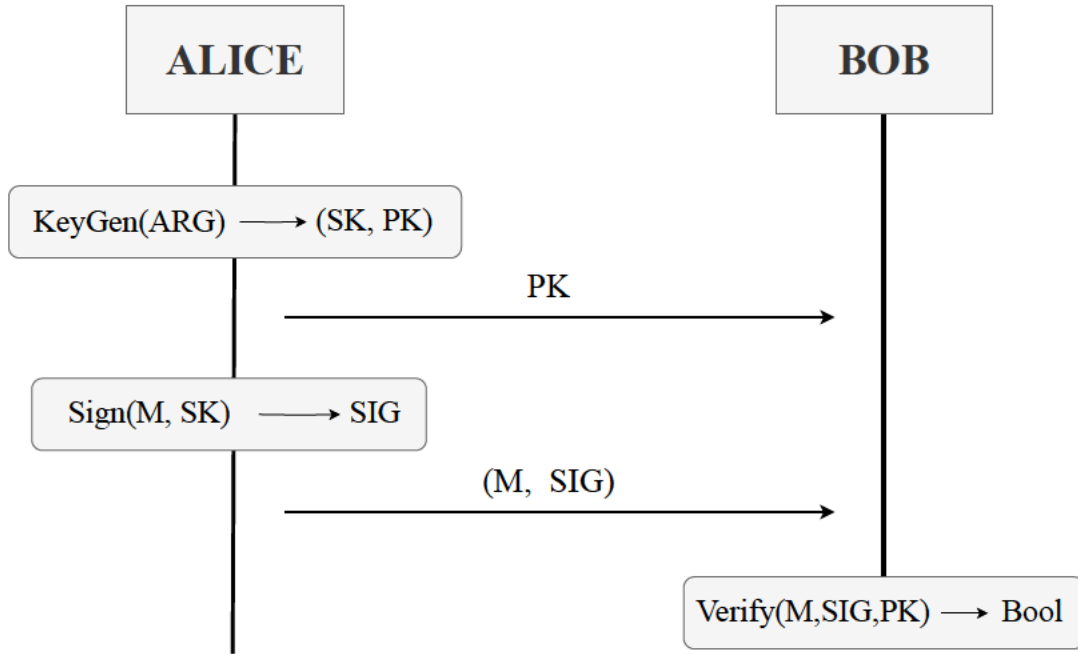 ALICE
BOB
KeyGen(ARG) ⟶ (SK, PK)
PK
Sign(M, SK) ⟶ SIG
(M, SIG)
Verify(M,SIG,PK) ⟶ Bool